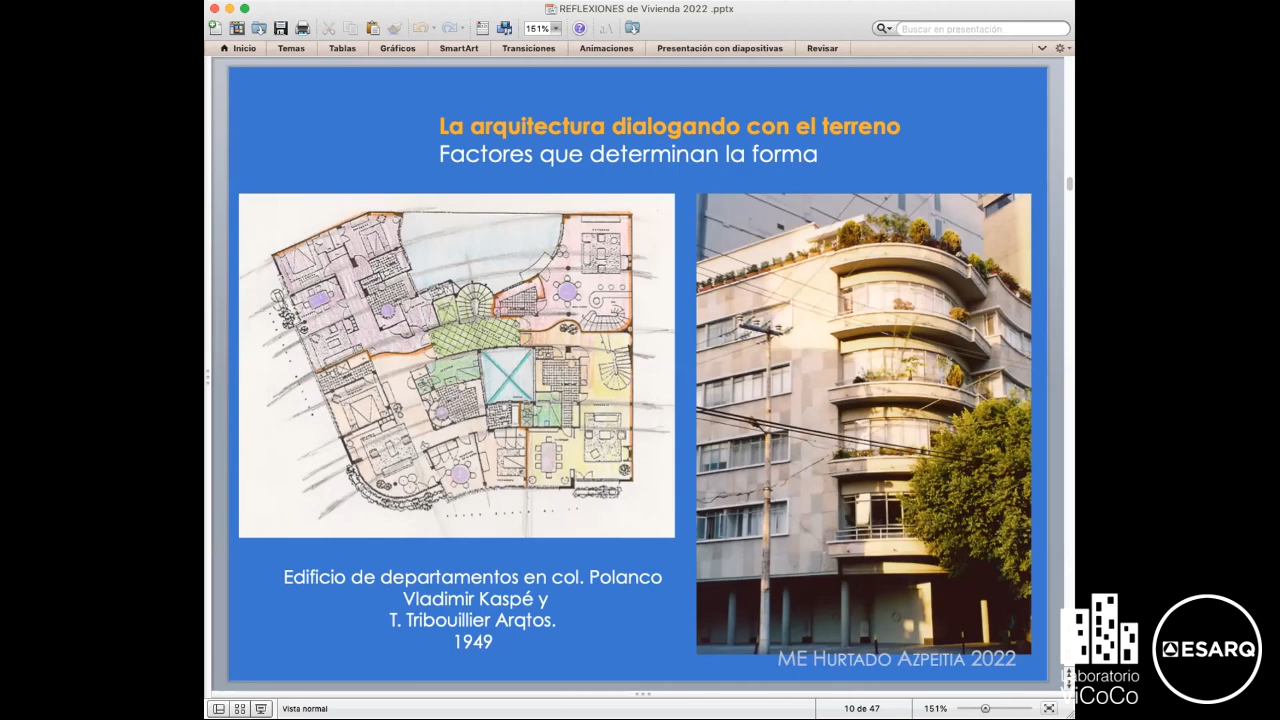 REFLEXIONES de Vivienda 2022 .pptx
151%
Buscar en presentación
Inicio
Temas
Tablas
Gráficos
SmartArt
Transiciones
Animaciones
Presentación con diapositivas
Revisar
La arquitectura dialogando con el terreno
Factores que determinan la forma
Edificio de departamentos en col. Polanco
Vladimir Kaspé y
T. Tribouillier Arqtos.
1949
ME HURTADO AZPEITIA 2022
Laboratorio
ViCoCo
ESARQ
Vista normal
10 de 47
151%